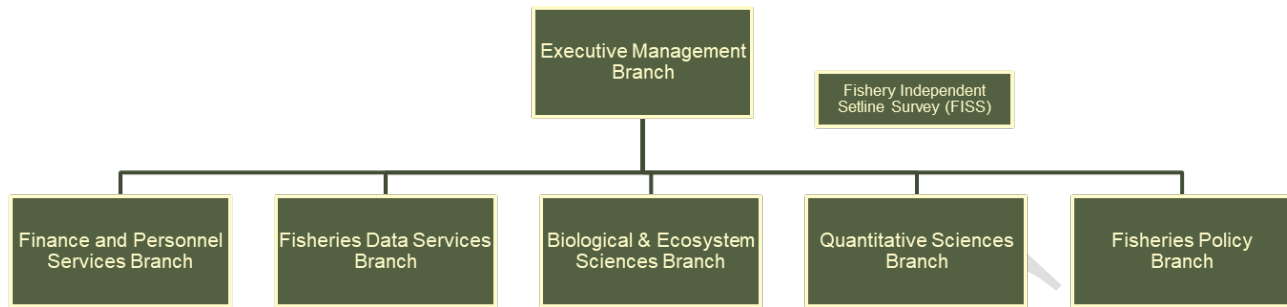 Executive Management
Branch
Fishery Independent
Setline Survey (FISS)
Finance and Personnel
Services Branch
Fisheries Data Services
Branch
Biological & Ecosystem
Sciences Branch
Quantitative Sciences
Branch
Fisheries Policy
Branch